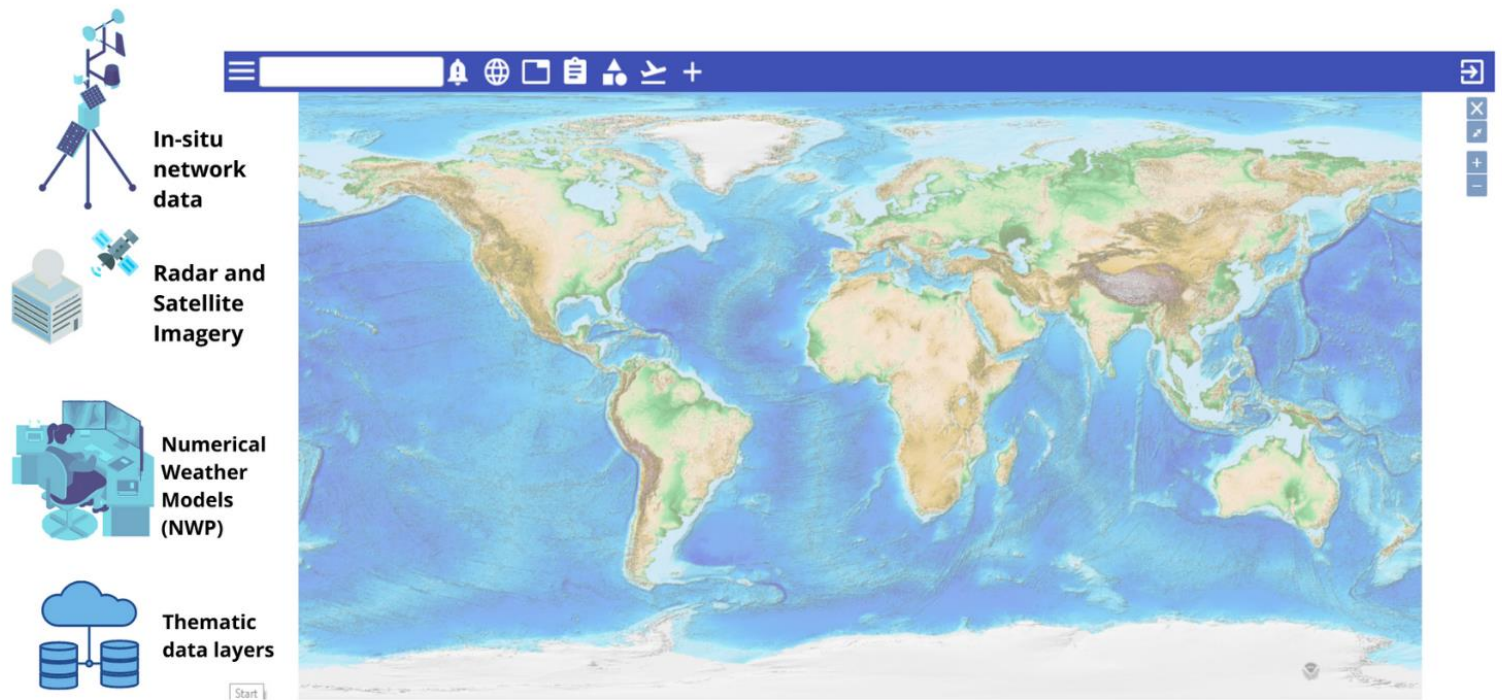 In-situ
network
data
Radar and
Satellite
Imagery
Numerical
Weather
Models
(NWP)
Thematic
data layers
Start